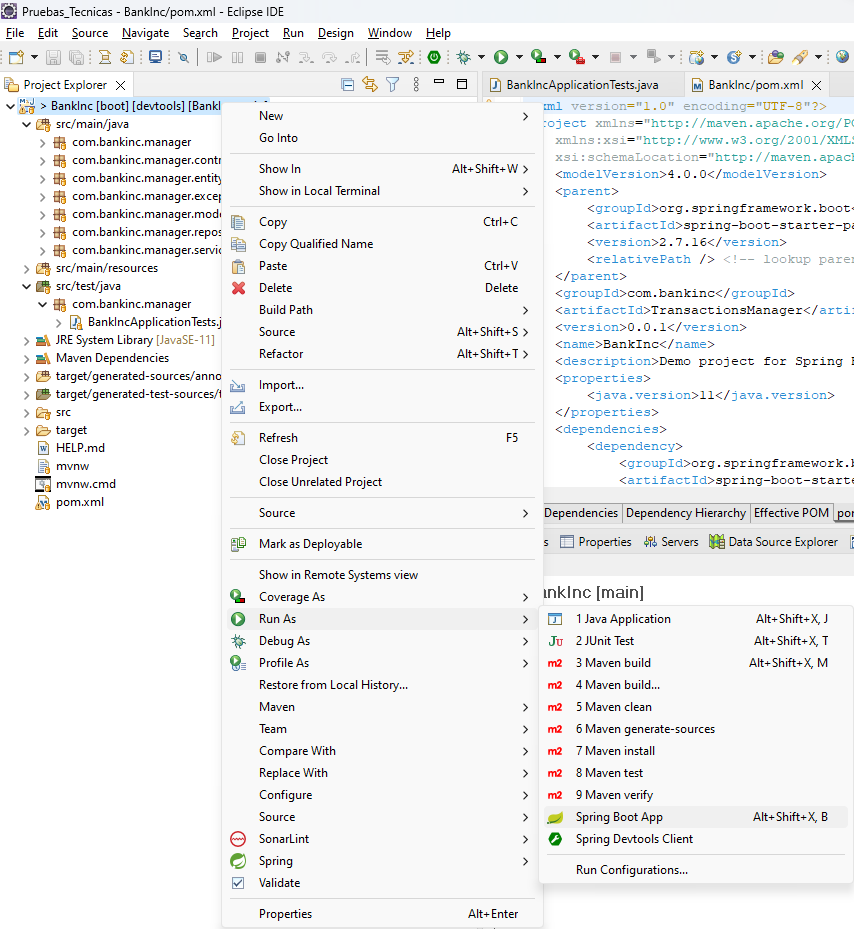 Pruebas_Tecnicas - BankInc/pom.xml - Eclipse IDE
File Edit Source Navigate Search Project Run Design Window Help
Project Explorer
BankIncApplicationTests.java
BankInc/pom.xml
> BankInc [boot] [devtools]
src/main/java
com.bankinc.manager
com.bankinc.manager.contr
com.bankinc.manager.entity
com.bankinc.manager.excep
com.bankinc.manager.mode
com.bankinc.manager.repos
com.bankinc.manager.servic
src/main/resources
src/test/java
com.bankinc.manager
BankIncApplicationTests.j
JRE System Library [JavaSE-11]
Maven Dependencies
target/generated-sources/anno
target/generated-test-sources/t
src
target
HELP.md
mvnw
mvnw.cmd
pom.xml
New
Go Into
Show In Alt+Shift+W
Show in Local Terminal
Copy Ctrl+C
Copy Qualified Name
Paste Ctrl+V
Delete Delete
Build Path
Source Alt+Shift+S
Refactor Alt+Shift+T
Import...
Export...
Refresh F5
Close Project
Close Unrelated Project
Source
Mark as Deployable
Show in Remote Systems view
Coverage As
Run As
Debug As
Profile As
Restore from Local History...
Maven
Team
Compare With
Replace With
Configure
Source
SonarLint
Spring
Validate
Properties Alt+Enter
xml version="1.0" encoding="UTF-8"?>
oject xmlns="http://maven.apache.org/PO
xmlns:xsi="http://www.w3.org/2001/XMLS
xsi:schemaLocation="http://maven.apach
<modelVersion>4.0.0</modelVersion>
<parent>
<groupId>org.springframework.boot<
<artifactId>spring-boot-starter-pa
<version>2.7.16</version>
<relativePath /> <!-- lookup paren
</parent>
<groupId>com.bankinc</groupId>
<artifactId>TransactionsManager</artif
<version>0.0.1</version>
<name>BankInc</name>
<description>Demo project for Spring B
<properties>
<java.version>11</java.version>
</properties>
<dependencies>
<dependency>
<groupId>org.springframework.b
<artifactId>spring-boot-starte
Dependencies Dependency Hierarchy Effective POM pom
Properties Servers Data Source Explorer
ankInc [main]
1 Java Application Alt+Shift+X, J
2 JUnit Test Alt+Shift+X, T
3 Maven build Alt+Shift+X, M
4 Maven build...
5 Maven clean
6 Maven generate-sources
7 Maven install
8 Maven test
9 Maven verify
Spring Boot App Alt+Shift+X, B
Spring Devtools Client
Run Configurations...